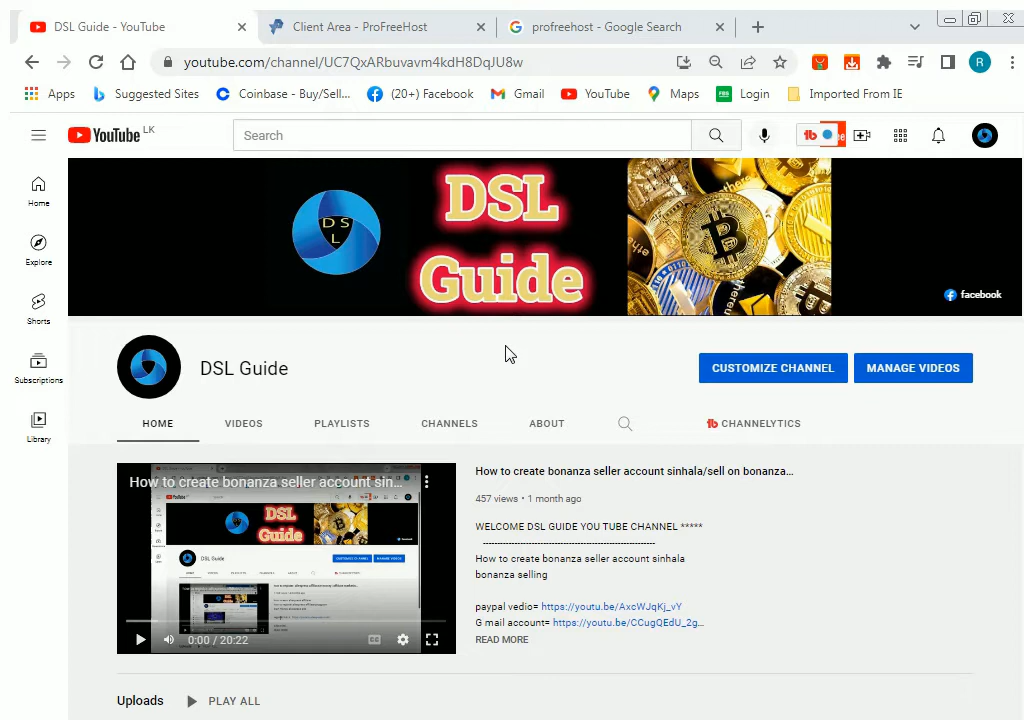 DSL Guide - YouTube
Client Area - ProFreeHost
profreehost - Google Search
youtube.com/channel/UC7QxARbuvavm4kdH8DqJU8w
R
Apps
Suggested Sites
Coinbase - Buy/Sell...
(20+) Facebook
Gmail
YouTube
Maps
Login
Imported From IE
YouTube LK
Search
Home
Explore
Shorts
Subscriptions
Library
DSL
DSL
Guide
facebook
DSL Guide
CUSTOMIZE CHANNEL
MANAGE VIDEOS
HOME
VIDEOS
PLAYLISTS
CHANNELS
ABOUT
CHANNELYTICS
How to create bonanza seller account sin...
DSL
Guide
DSL Guide
0:00 / 20:22
How to create bonanza seller account sinhala/sell on bonanza...
457 views • 1 month ago
WELCOME DSL GUIDE YOU TUBE CHANNEL *****
--------------------------------------------------------
How to create bonanza seller account sinhala
bonanza selling
paypal vedio= https://youtu.be/AxcWJqKj_vY
G mail account= https://youtu.be/CCugQEdU_2g...
READ MORE
Uploads
PLAY ALL